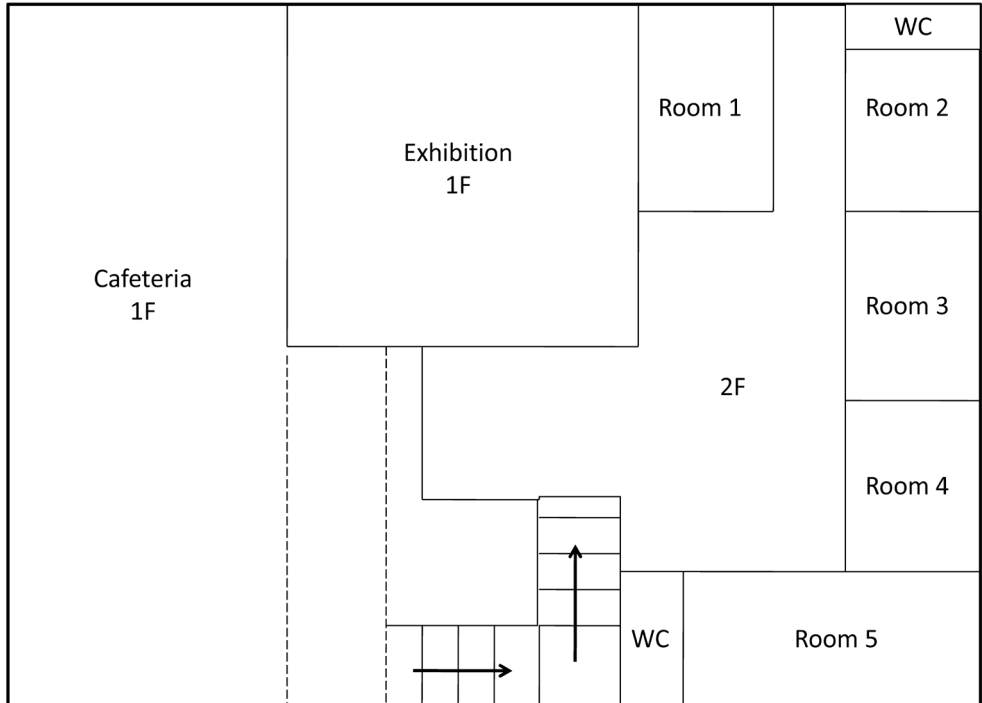 WC
Room 1
Room 2
Exhibition
1F
Cafeteria
1F
Room 3
2F
Room 4
WC
Room 5